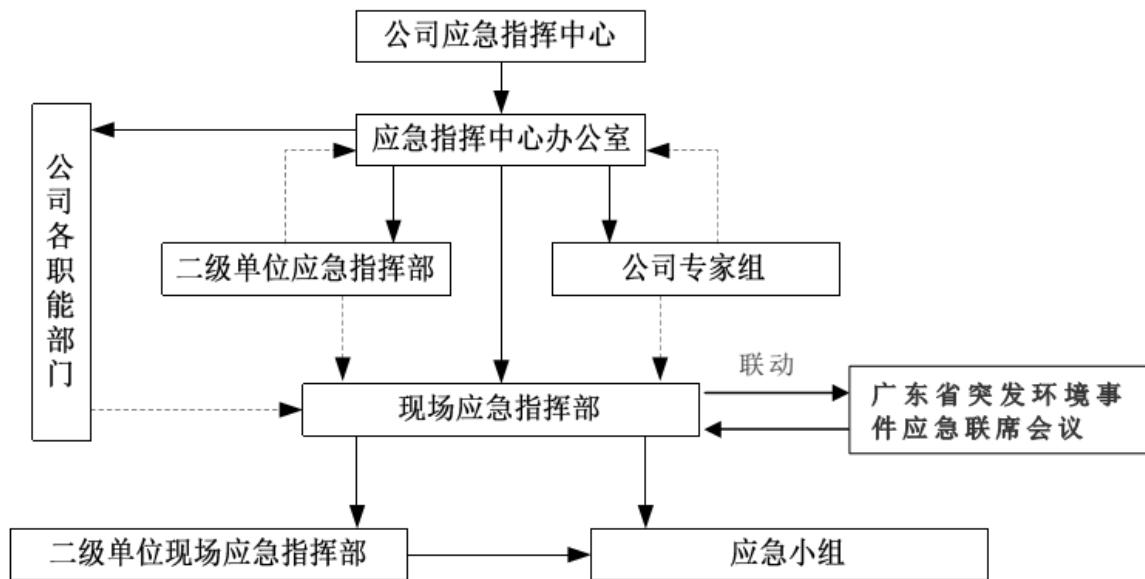 公司应急指挥中心
应急指挥中心办公室
公司各职能部门
二级单位应急指挥部
公司专家组
联动
现场应急指挥部
广东省突发环境事
件应急联席会议
二级单位现场应急指挥部
应急小组